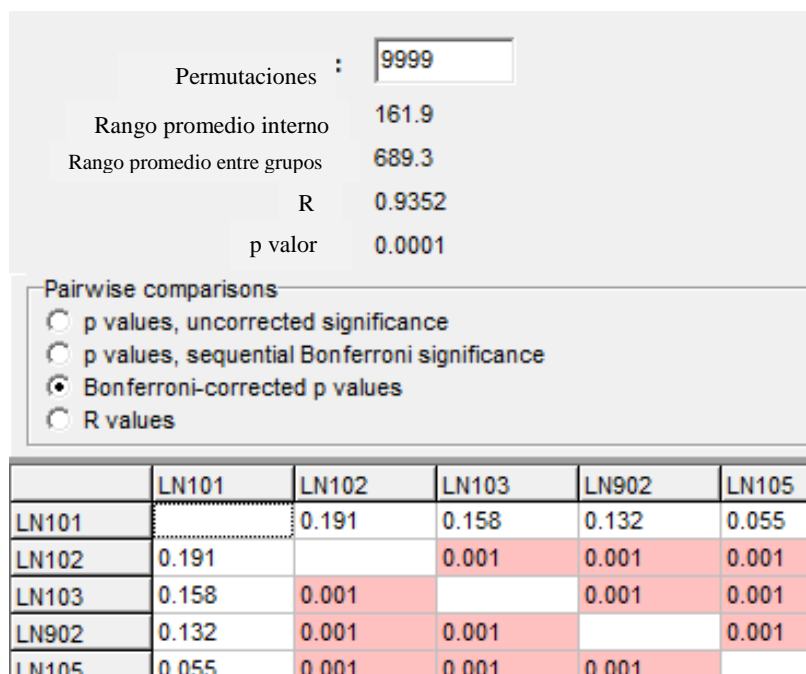 Permutaciones : 9999
Rango promedio interno 161.9
Rango promedio entre grupos 689.3
R 0.9352
p valor 0.0001
Pairwise comparisons
p values, uncorrected significance
p values, sequential Bonferroni significance
Bonferroni-corrected p values
R values
LN101 LN102 LN103 LN902 LN105
LN101 0.191 0.158 0.132 0.055
LN102 0.191 0.001 0.001 0.001
LN103 0.158 0.001 0.001 0.001
LN902 0.132 0.001 0.001 0.001
LN105 0.055 0.001 0.001 0.001